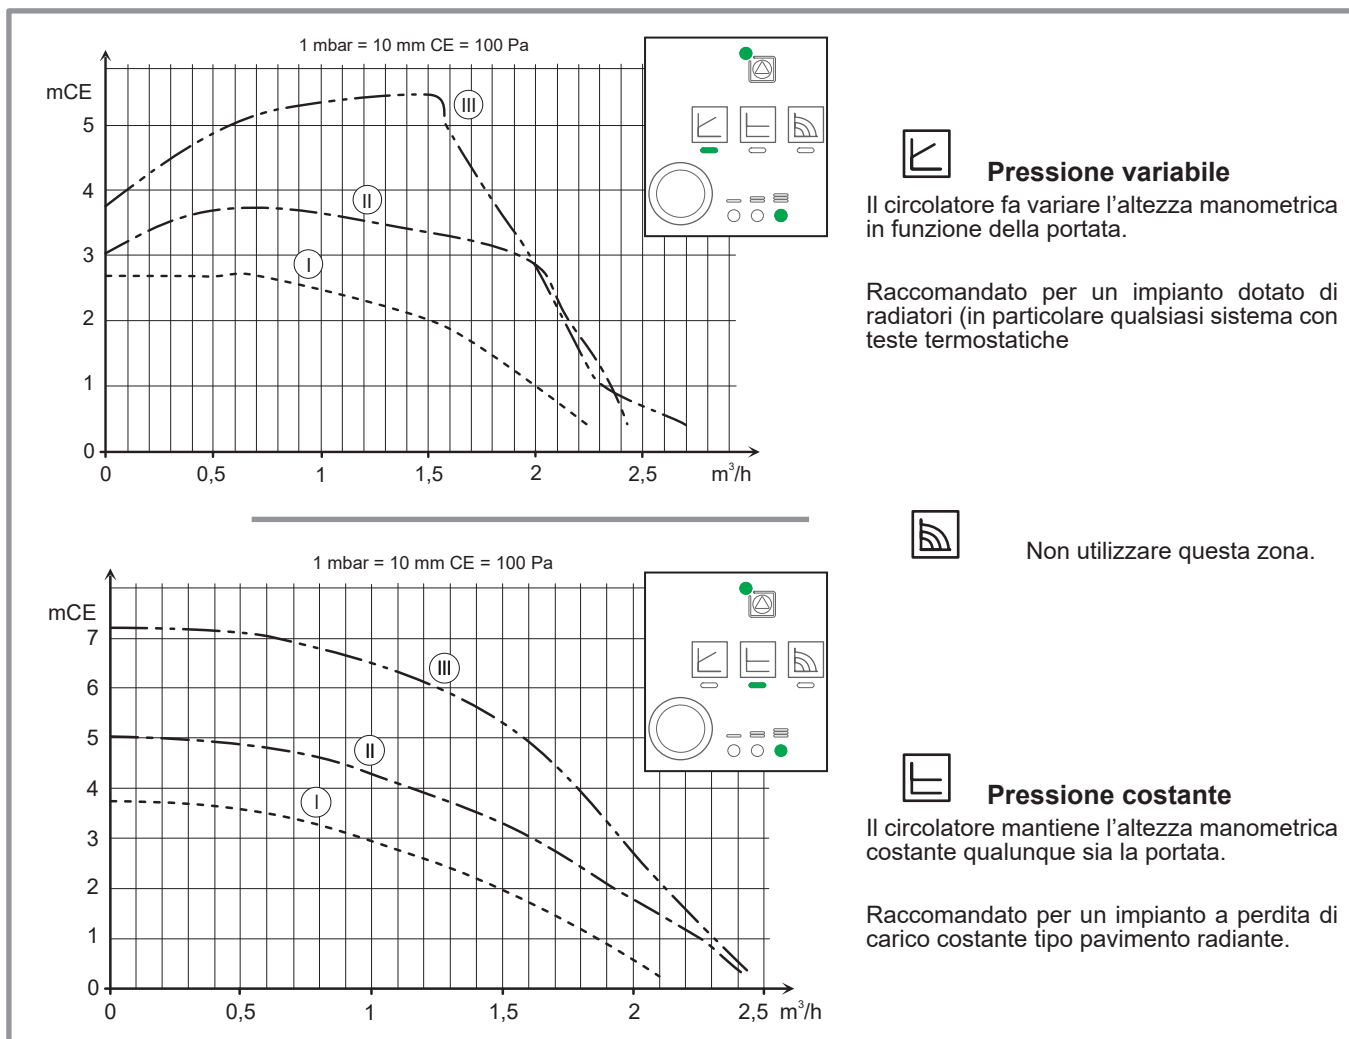 1 mbar = 10 mm CE = 100 Pa
mCE
5
4
3
2
1
0
III
II
I
0 0,5 1 1,5 2 2,5 m³/h
Pressione variabile
Il circolatore fa variare l'altezza manometrica
in funzione della portata.
Raccomandato per un impianto dotato di
radiatori (in particolare qualsiasi sistema con
teste termostatiche
Non utilizzare questa zona.
1 mbar = 10 mm CE = 100 Pa
mCE
7
6
5
4
3
2
1
0
III
II
I
0 0,5 1 1,5 2 2,5 m³/h
Pressione costante
Il circolatore mantiene l'altezza manometrica
costante qualunque sia la portata.
Raccomandato per un impianto a perdita di
carico costante tipo pavimento radiante.